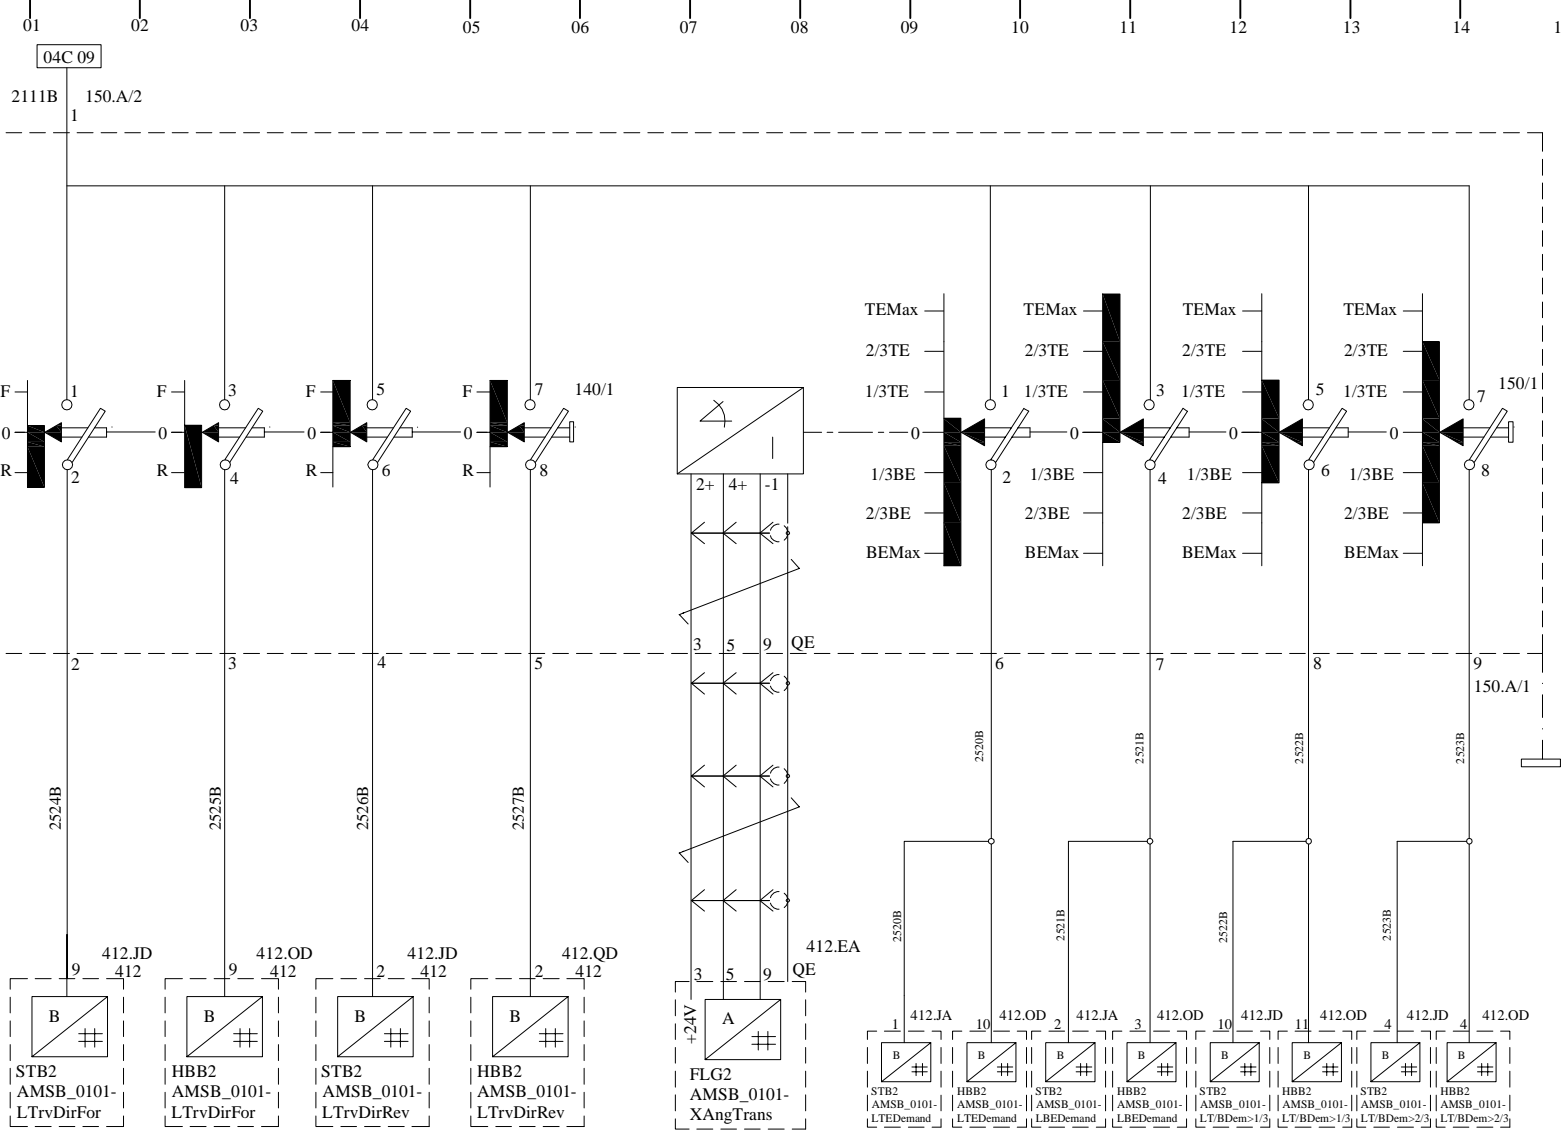 01 02 03 04 05 06 07 08 09 10 11 12 13 14 1
04C 09
2111B 150.A/2
1
TEMax TEMax TEMax TEMax
2/3TE 2/3TE 2/3TE 2/3TE
F 1 F 3 F 5 F 7 140/1 1/3TE 1 1/3TE 3 1/3TE 5 1/3TE 7 150/1
0 0 0 0 0 0 0 0
R 2 R 4 R 6 R 8 1/3BE 2 1/3BE 4 1/3BE 6 1/3BE 8
2+ 4+ -1
2/3BE 2/3BE 2/3BE 2/3BE
BEMax BEMax BEMax BEMax
3 5 9 QE
2 3 4 5 6 7 8 9
150.A/1
2520B 2521B 2522B 2523B
2524B 2525B 2526B 2527B
2520B 2521B 2522B 2523B
412.JD 412.OD 412.JD 412.QD 412.EA
9 412 9 412 2 412 2 412 3 5 9 QE
1 412.JA 10 412.OD 2 412.JA 3 412.OD 10 412.JD 11 412.OD 4 412.JD 4 412.OD
B B B B +24V A B B B B B B B B
STB2
AMSB_0101-
LTrvDirFor
HBB2
AMSB_0101-
LTrvDirFor
STB2
AMSB_0101-
LTrvDirRev
HBB2
AMSB_0101-
LTrvDirRev
FLG2
AMSB_0101-
XAngTrans
STB2
AMSB_0101-
LTEDemand
HBB2
AMSB_0101-
LTEDemand
STB2
AMSB_0101-
LBEDemand
HBB2
AMSB_0101-
LBEDemand
STB2
AMSB_0101-
LT/BDem>1/3
HBB2
AMSB_0101-
LT/BDem>1/3
STB2
AMSB_0101-
LT/BDem>2/3
HBB2
AMSB_0101-
LT/BDem>2/3